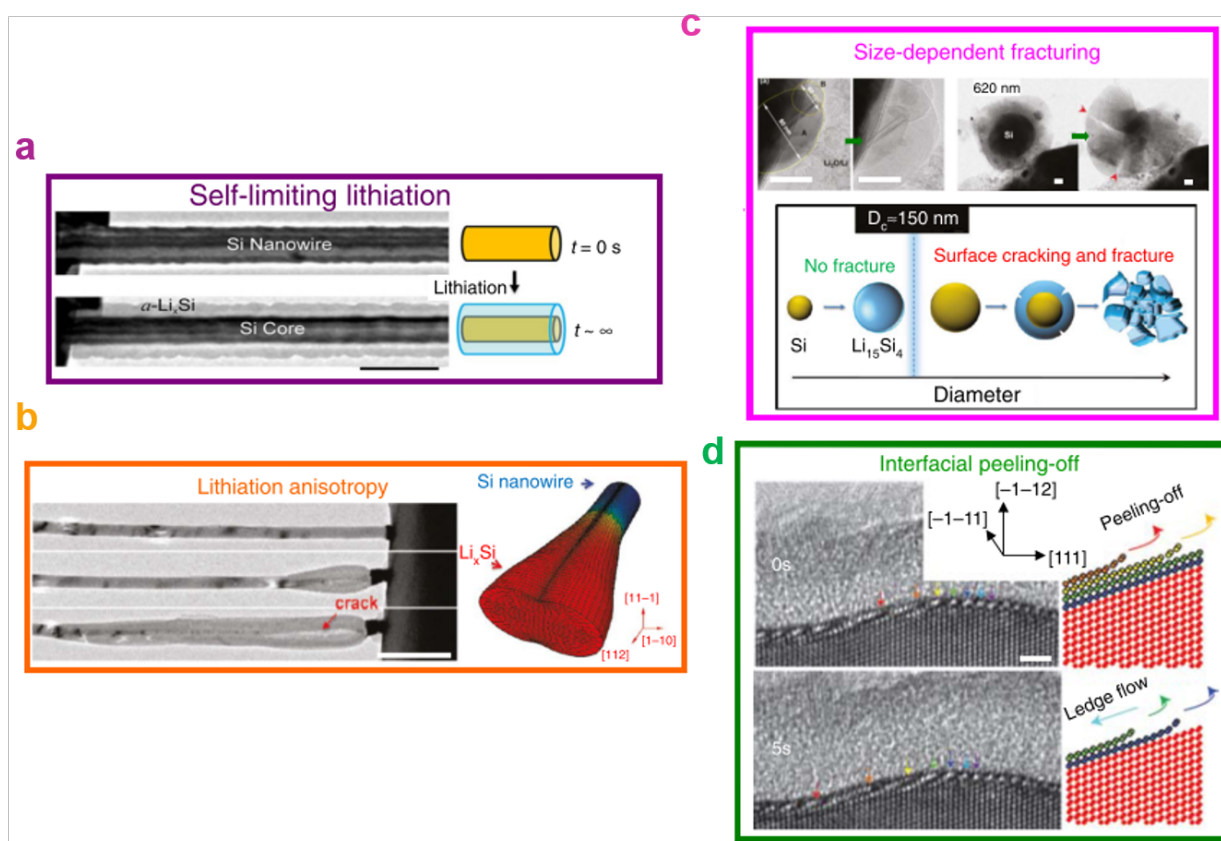 a
Self-limiting lithiation
Si Nanowire
t = 0 s
Lithiation
a-LixSi
Si Core
t ~ ∞
b
Lithiation anisotropy
Si nanowire
LixSi
crack
[11–1]
[1–10]
[112]
c
Size-dependent fracturing
620 nm
B
A
Si
Dc=150 nm
No fracture
Surface cracking and fracture
Si
Li15Si4
Diameter
d
Interfacial peeling-off
[–1–12]
[–1–11]
[111]
Peeling-off
0s
Ledge flow
5s